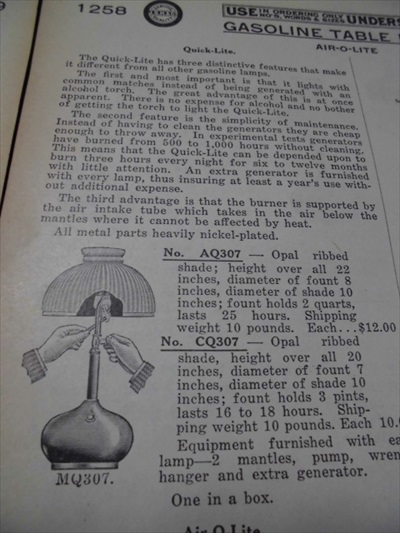 9
1258
USE IN ORDERING ONLY
NO'S, WORDS & SIZES
UNDERS
GASOLINE TABLE
AIR-O-LITE
Quick-Lite.
The Quick-Lite has three distinctive features that make
it different from all other gasoline lamps.
The first and most important is that it lights with
common matches instead of being generated with an
alcohol torch. The great advantage of this is at once
apparent. There is no expense for alcohol and no bother
of getting the torch to light the Quick-Lite.
The second feature is the simplicity of maintenance.
Instead of having to clean the generators they are cheap
enough to throw away. In experimental tests generators
have burned from 500 to 1,000 hours without cleaning.
This means that the Quick-Lite can be depended upon to
burn three hours every night for six to twelve months
with little attention. An extra generator is furnished
with every lamp, thus insuring at least a year's use with-
out additional expense.
The third advantage is that the burner is supported by
the air intake tube which takes in the air below the
mantles where it cannot be affected by heat.
All metal parts heavily nickel-plated.
No. AQ307 — Opal ribbed
shade; height over all 22
inches, diameter of fount 8
inches, diameter of shade 10
inches; fount holds 2 quarts,
lasts 25 hours. Shipping
weight 10 pounds. Each...$12.00
No. CQ307 — Opal ribbed
shade, height over all 20
inches, diameter of fount 7
inches, diameter of shade 10
inches; fount holds 3 pints,
lasts 16 to 18 hours. Ship-
ping weight 10 pounds. Each 10.
Equipment furnished with ea
lamp—2 mantles, pump, wren
hanger and extra generator.
One in a box.
MQ307.
Air-O-Lite